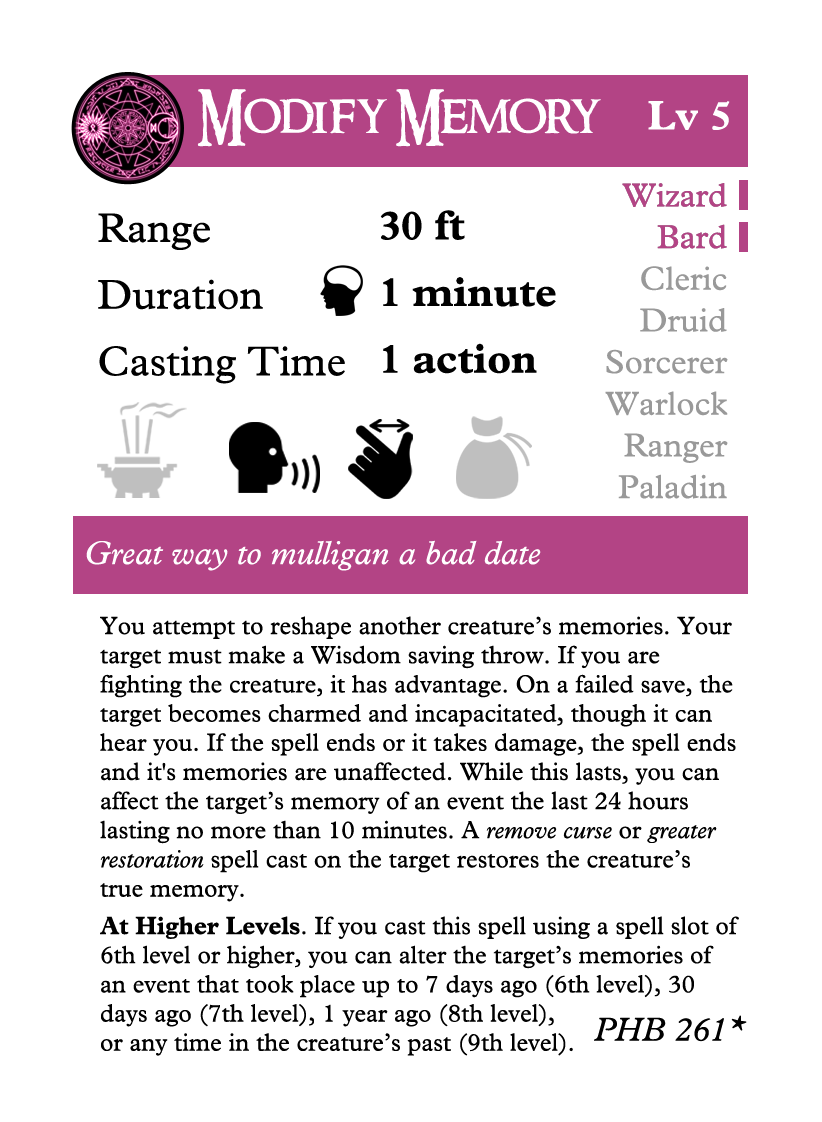 Modify Memory Lv 5
Wizard
Bard
Cleric
Druid
Sorcerer
Warlock
Ranger
Paladin
Range 30 ft
Duration 1 minute
Casting Time 1 action
Great way to mulligan a bad date
You attempt to reshape another creature’s memories. Your
target must make a Wisdom saving throw. If you are
fighting the creature, it has advantage. On a failed save, the
target becomes charmed and incapacitated, though it can
hear you. If the spell ends or it takes damage, the spell ends
and it's memories are unaffected. While this lasts, you can
affect the target’s memory of an event the last 24 hours
lasting no more than 10 minutes. A remove curse or greater
restoration spell cast on the target restores the creature’s
true memory.
At Higher Levels. If you cast this spell using a spell slot of
6th level or higher, you can alter the target’s memories of
an event that took place up to 7 days ago (6th level), 30
days ago (7th level), 1 year ago (8th level),
or any time in the creature’s past (9th level).
PHB 261*